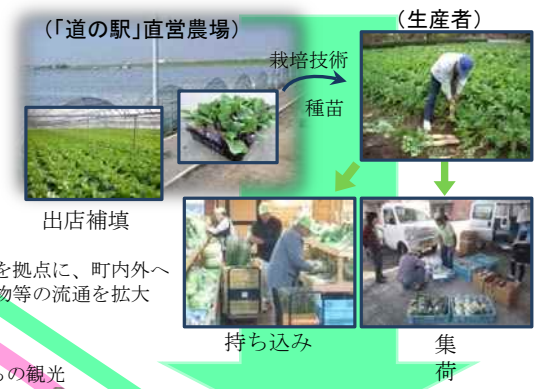 （「道の駅」直営農場）
（生産者）
栽培技術
種苗
出店補填
を拠点に、町内外へ
物等の流通を拡大
持ち込み
集
荷
らの観光